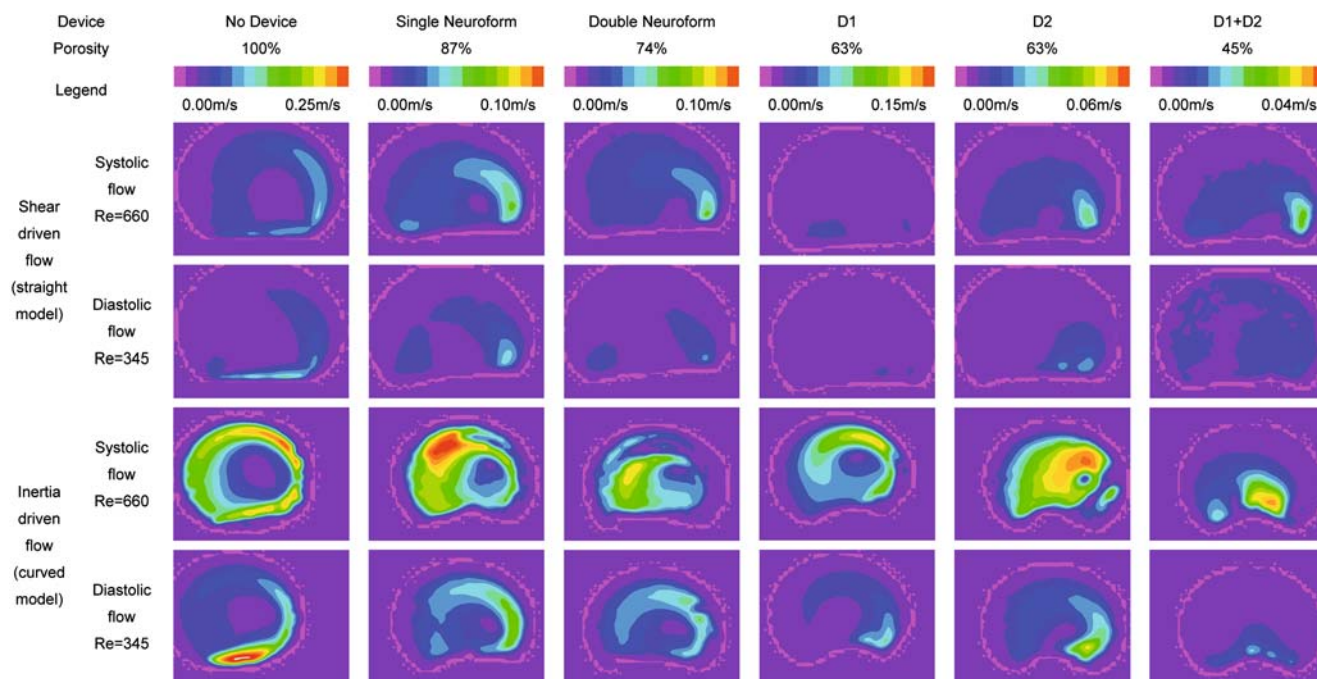 Device No Device Single Neuroform Double Neuroform D1 D2 D1+D2
Porosity 100% 87% 74% 63% 63% 45%
Legend
0.00m/s 0.25m/s 0.00m/s 0.10m/s 0.00m/s 0.10m/s 0.00m/s 0.15m/s 0.00m/s 0.06m/s 0.00m/s 0.04m/s
Shear
driven
flow
(straight
model)
Systolic
flow
Re=660
Diastolic
flow
Re=345
Inertia
driven
flow
(curved
model)
Systolic
flow
Re=660
Diastolic
flow
Re=345